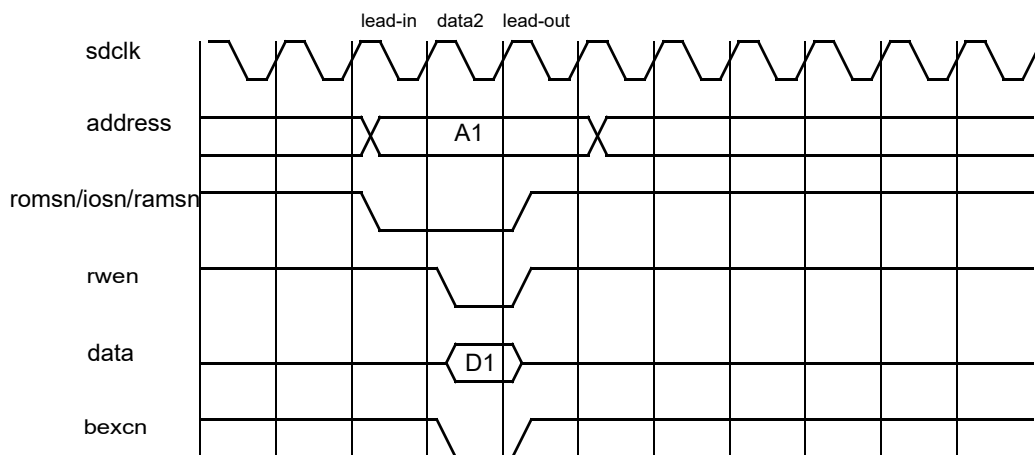 lead-in data2 lead-out
sdclk
address A1
romsn/iosn/ramsn
rwen
data D1
bexcn